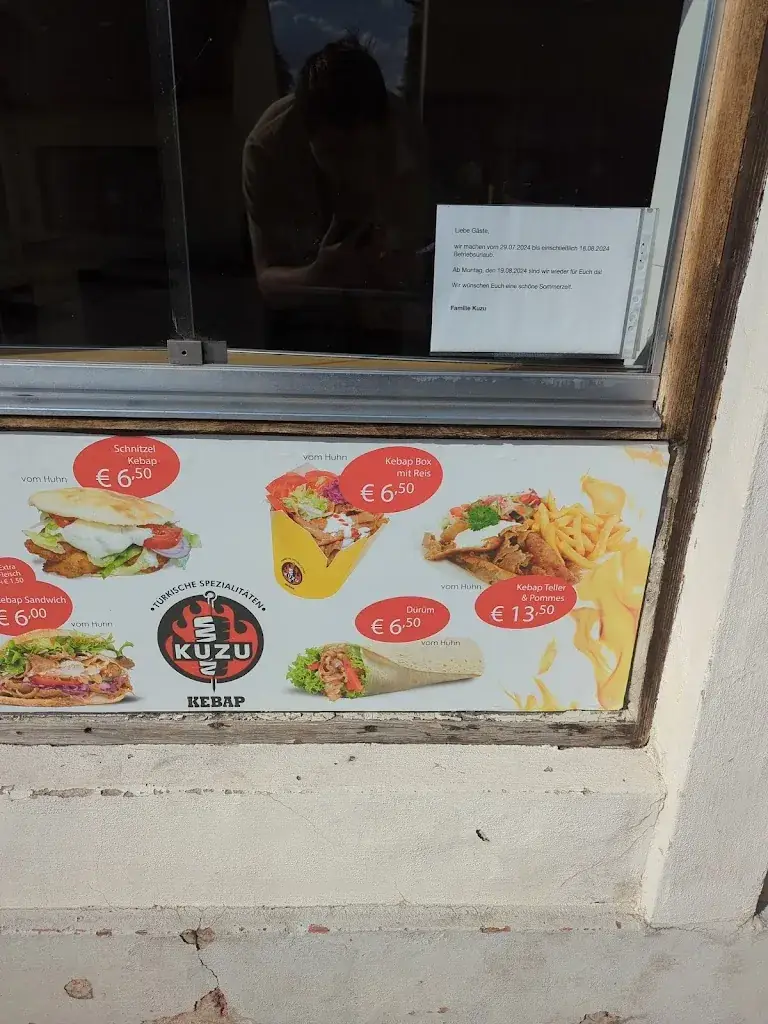 Liebe Gäste,
wir machen vom 29.07.2024 bis einschließlich 18.08.2024
Betriebsurlaub.
Ab Montag, den 19.08.2024 sind wir wieder für Euch da!
Wir wünschen Euch eine schöne Sommerzeit.
Familie Kuzu
vom Huhn
Schnitzel
Kebap
€ 6,50
vom Huhn
Kebap Box
mit Reis
€ 6,50
Extra
Fleisch
€ 1,50
Kebap Sandwich
€ 6,00
vom Huhn
•TÜRKISCHE SPEZIALITÄTEN•
KUZU
KEBAP
Dürüm
€ 6,50
vom Huhn
vom Huhn
Kebap Teller
& Pommes
€ 13,50